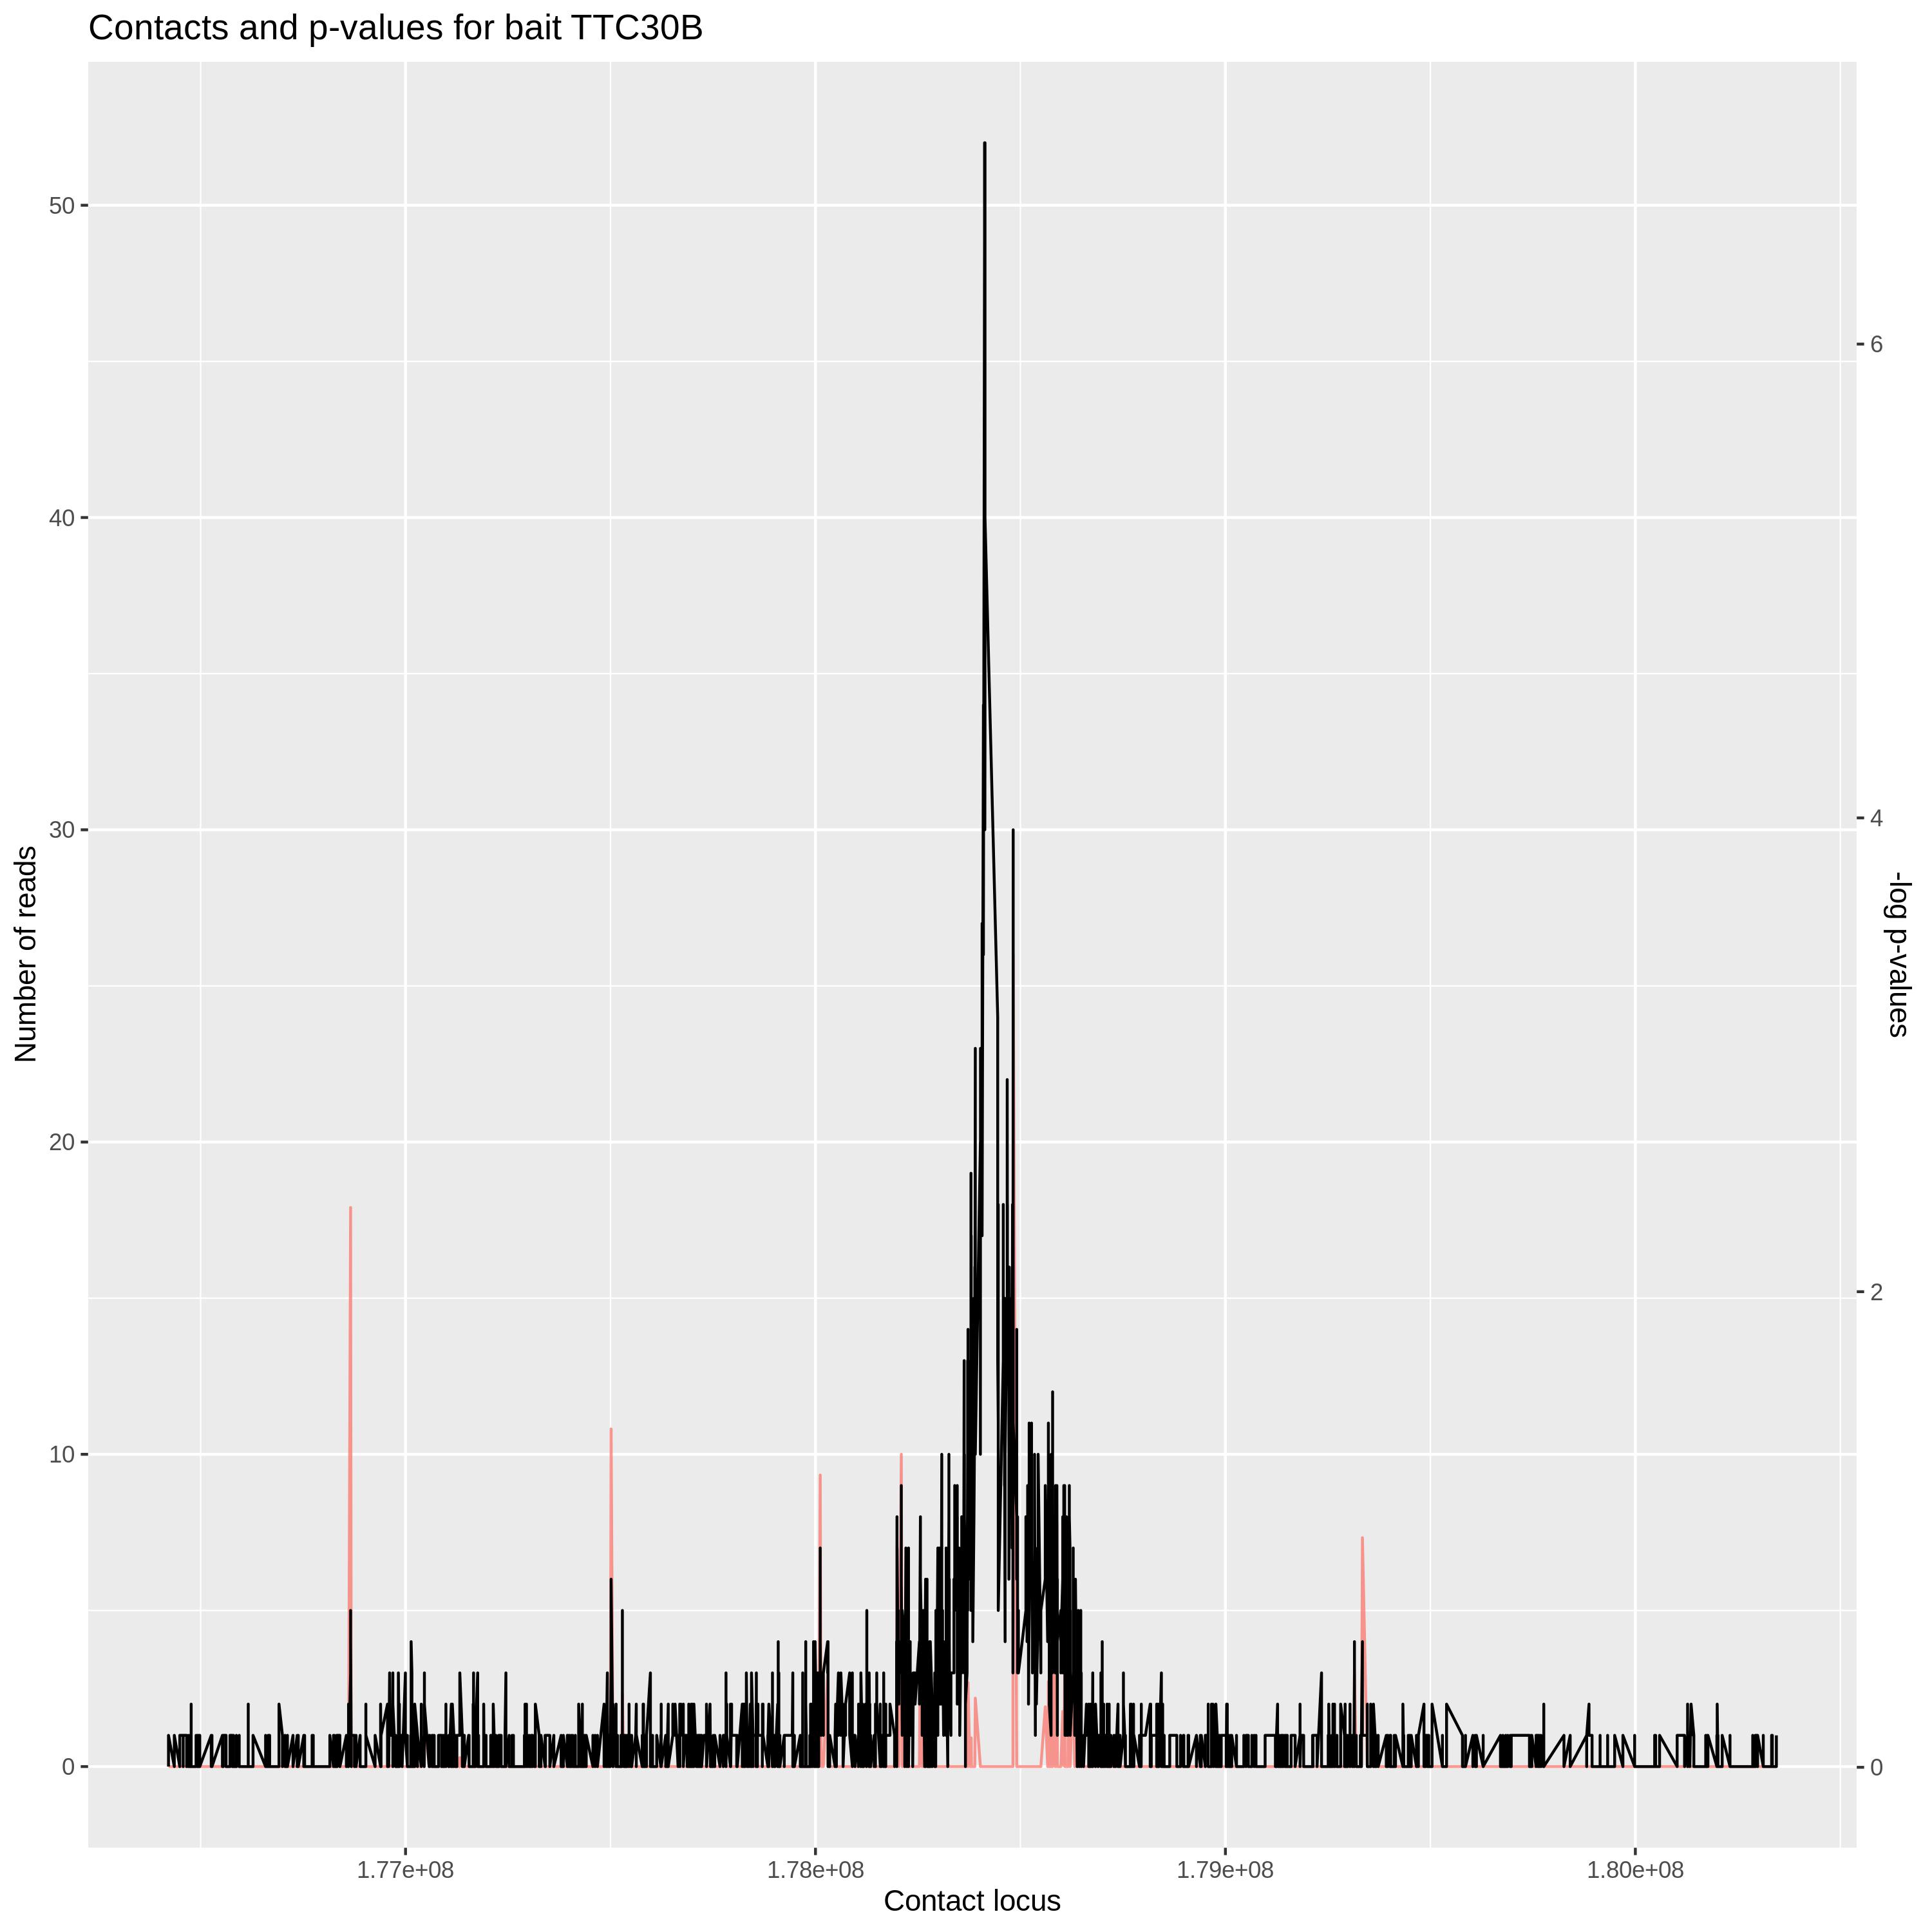 Contacts and p-values for bait TTC30B
50
40
30
20
10
0
Number of reads
6
4
2
0
-log p-values
1.77e+08
1.78e+08
1.79e+08
1.80e+08
Contact locus